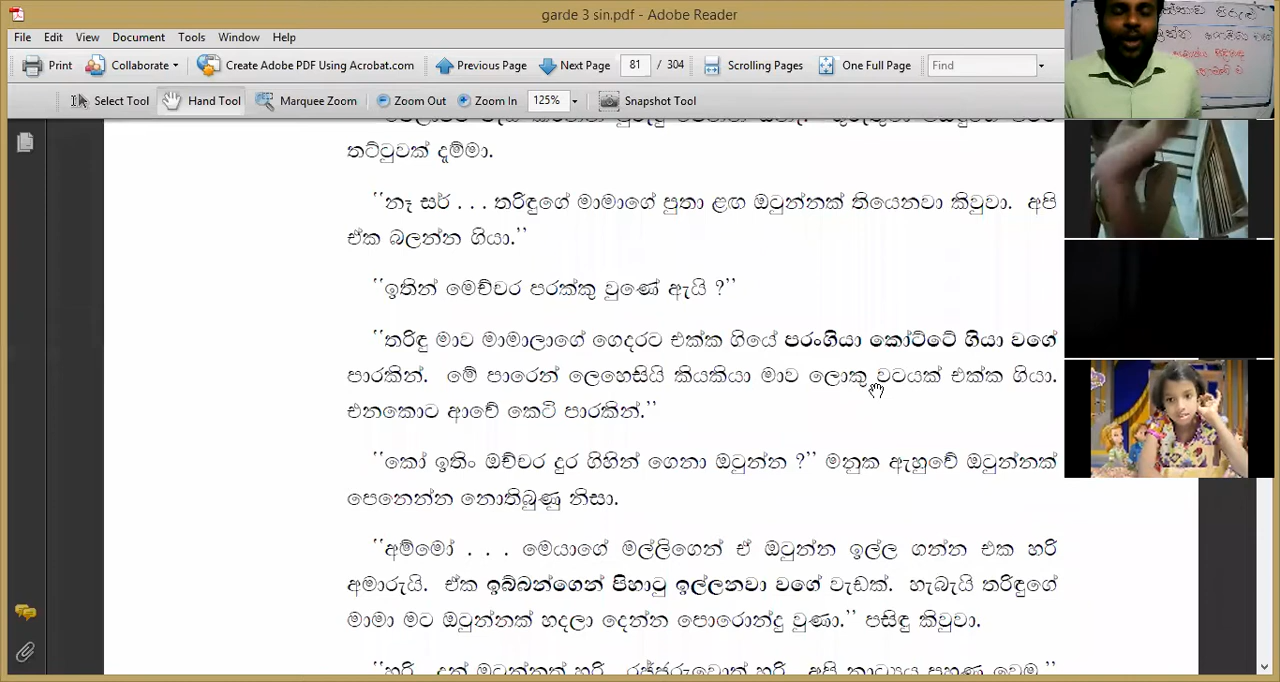 garde 3 sin.pdf - Adobe Reader
File Edit View Document Tools Window Help
Print Collaborate Create Adobe PDF Using Acrobat.com Previous Page Next Page 81 / 304 Scrolling Pages One Full Page Find
Select Tool Hand Tool Marquee Zoom Zoom Out Zoom In 125% Snapshot Tool
තට්ටුවක් දැම්මා.
‘‘නෑ සර් . . . තරිඳුගේ මාමාගේ පුතා ළඟ ඔටුන්නක් තියෙනවා කිවුවා. අපි
ඒක බලන්න ගියා.’’
‘‘ඉතින් මෙච්චර පරක්කු වුණේ ඇයි ?’’
‘‘තරිඳු මාව මාමාලාගේ ගෙදරට එක්ක ගියේ පරංගියා කෝට්ටේ ගියා වගේ
පාරකින්. මේ පාරෙන් ලෙහෙසියි කියකියා මාව ලොකු වටයක් එක්ක ගියා.
එනකොට ආවේ කෙටි පාරකින්.’’
‘‘කෝ ඉතිං ඔච්චර දුර ගිහින් ගෙනා ඔටුන්න ?’’ මනුක ඇහුවේ ඔටුන්නක්
පෙනෙන්න නොතිබුණු නිසා.
‘‘අම්මෝ . . . මෙයාගේ මල්ලිගෙන් ඒ ඔටුන්න ඉල්ල ගන්න එක හරි
අමාරුයි. ඒක ඉබ්බන්ගෙන් පිහාටු ඉල්ලනවා වගේ වැඩක්. හැබැයි තරිඳුගේ
මාමා මට ඔටුන්නක් හදලා දෙන්න පොරොන්දු වුණා.’’ පසිඳු කිවුවා.